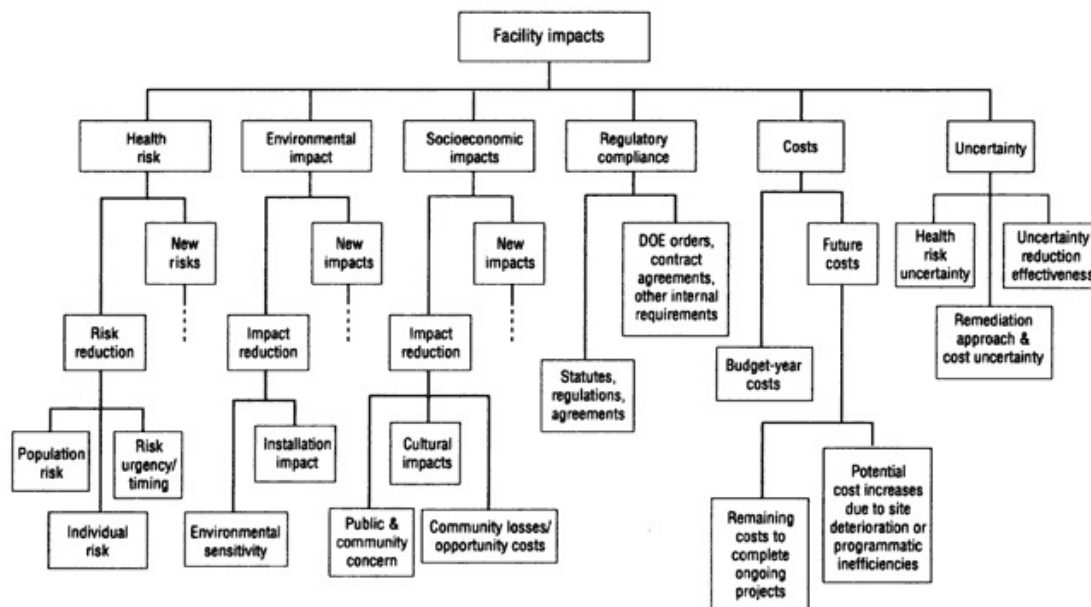 Facility impacts
Health
risk
Environmental
impact
Socioeconomic
impacts
Regulatory
compliance
Costs
Uncertainty
New
risks
New
impacts
New
impacts
DOE orders,
contract
agreements,
other internal
requirements
Future
costs
Health
risk
uncertainty
Uncertainty
reduction
effectiveness
Risk
reduction
Impact
reduction
Impact
reduction
Statutes,
regulations,
agreements
Budget-year
costs
Remediation
approach &
cost uncertainty
Population
risk
Risk
urgency/
timing
Installation
impact
Cultural
impacts
Individual
risk
Environmental
sensitivity
Public &
community
concern
Community losses/
opportunity costs
Remaining
costs to
complete
ongoing
projects
Potential
cost increases
due to site
deterioration or
programmatic
inefficiencies